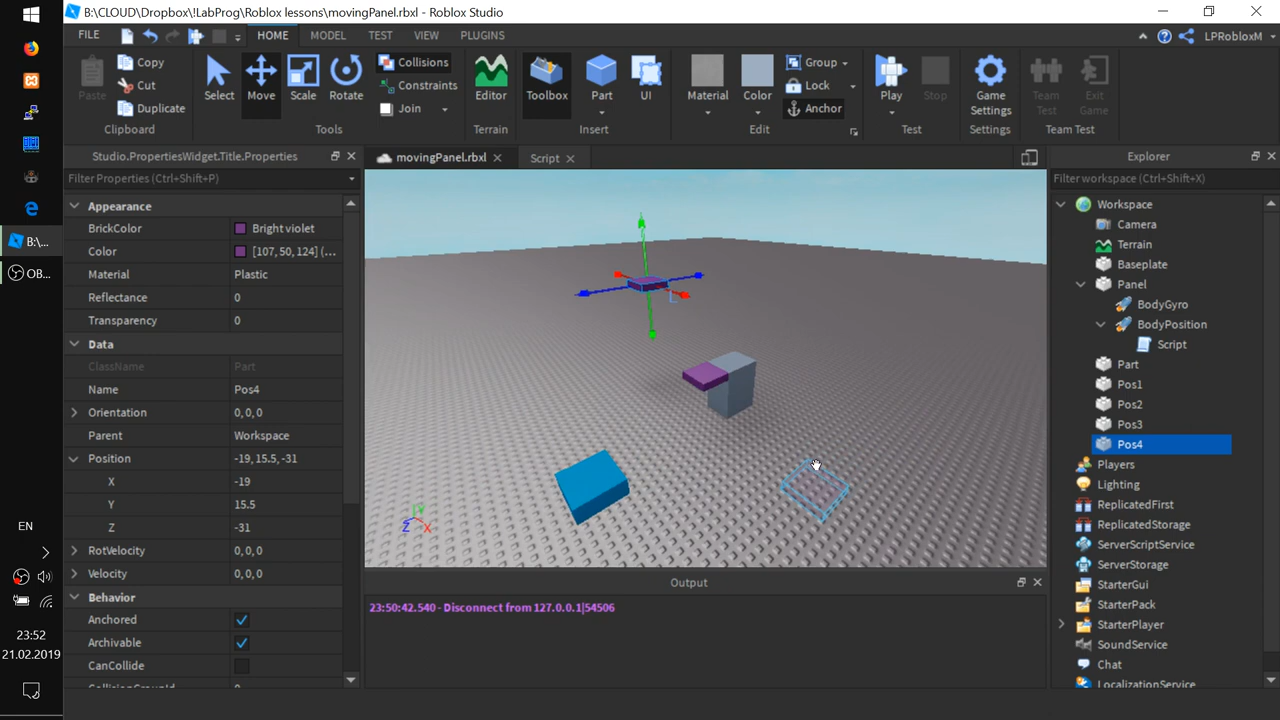 B:\CLOUD\Dropbox\!LabProg\Roblox lessons\movingPanel.rbxl - Roblox Studio
FILE
HOME
MODEL
TEST
VIEW
PLUGINS
LPRobloxM
Paste
Copy
Cut
Duplicate
Clipboard
Select
Move
Scale
Rotate
Collisions
Constraints
Join
Tools
Editor
Terrain
Toolbox
Part
UI
Insert
Material
Color
Group
Lock
Anchor
Edit
Play
Stop
Test
Game
Settings
Settings
Team
Test
Exit
Game
Team Test
Studio.PropertiesWidget.Title.Properties
Filter Properties (Ctrl+Shift+P)
Appearance
BrickColor Bright violet
Color [107, 50, 124] (...
Material Plastic
Reflectance 0
Transparency 0
Data
ClassName Part
Name Pos4
Orientation 0, 0, 0
Parent Workspace
Position -19, 15.5, -31
X -19
Y 15.5
Z -31
RotVelocity 0, 0, 0
Velocity 0, 0, 0
Behavior
Anchored
Archivable
CanCollide
CollisionGroupId 0
movingPanel.rbxl
Script
L
Y
Z
X
Output
23:50:42.540 - Disconnect from 127.0.0.1|54506
Explorer
Filter workspace (Ctrl+Shift+X)
Workspace
Camera
Terrain
Baseplate
Panel
BodyGyro
BodyPosition
Script
Part
Pos1
Pos2
Pos3
Pos4
Players
Lighting
ReplicatedFirst
ReplicatedStorage
ServerScriptService
ServerStorage
StarterGui
StarterPack
StarterPlayer
SoundService
Chat
LocalizationService
B:\...
OB...
EN
23:52
21.02.2019